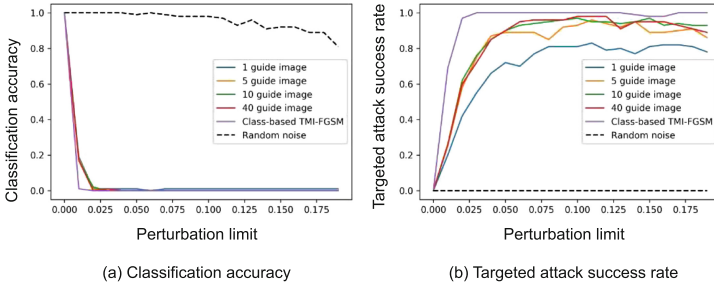 Classification accuracy
1.0
0.8
0.6
0.4
0.2
0.0
1 guide image
5 guide image
10 guide image
40 guide image
Class-based TMI-FGSM
Random noise
0.000 0.025 0.050 0.075 0.100 0.125 0.150 0.175
Perturbation limit
(a) Classification accuracy
Targeted attack success rate
1.0
0.8
0.6
0.4
0.2
0.0
1 guide image
5 guide image
10 guide image
40 guide image
Class-based TMI-FGSM
Random noise
0.000 0.025 0.050 0.075 0.100 0.125 0.150 0.175
Perturbation limit
(b) Targeted attack success rate